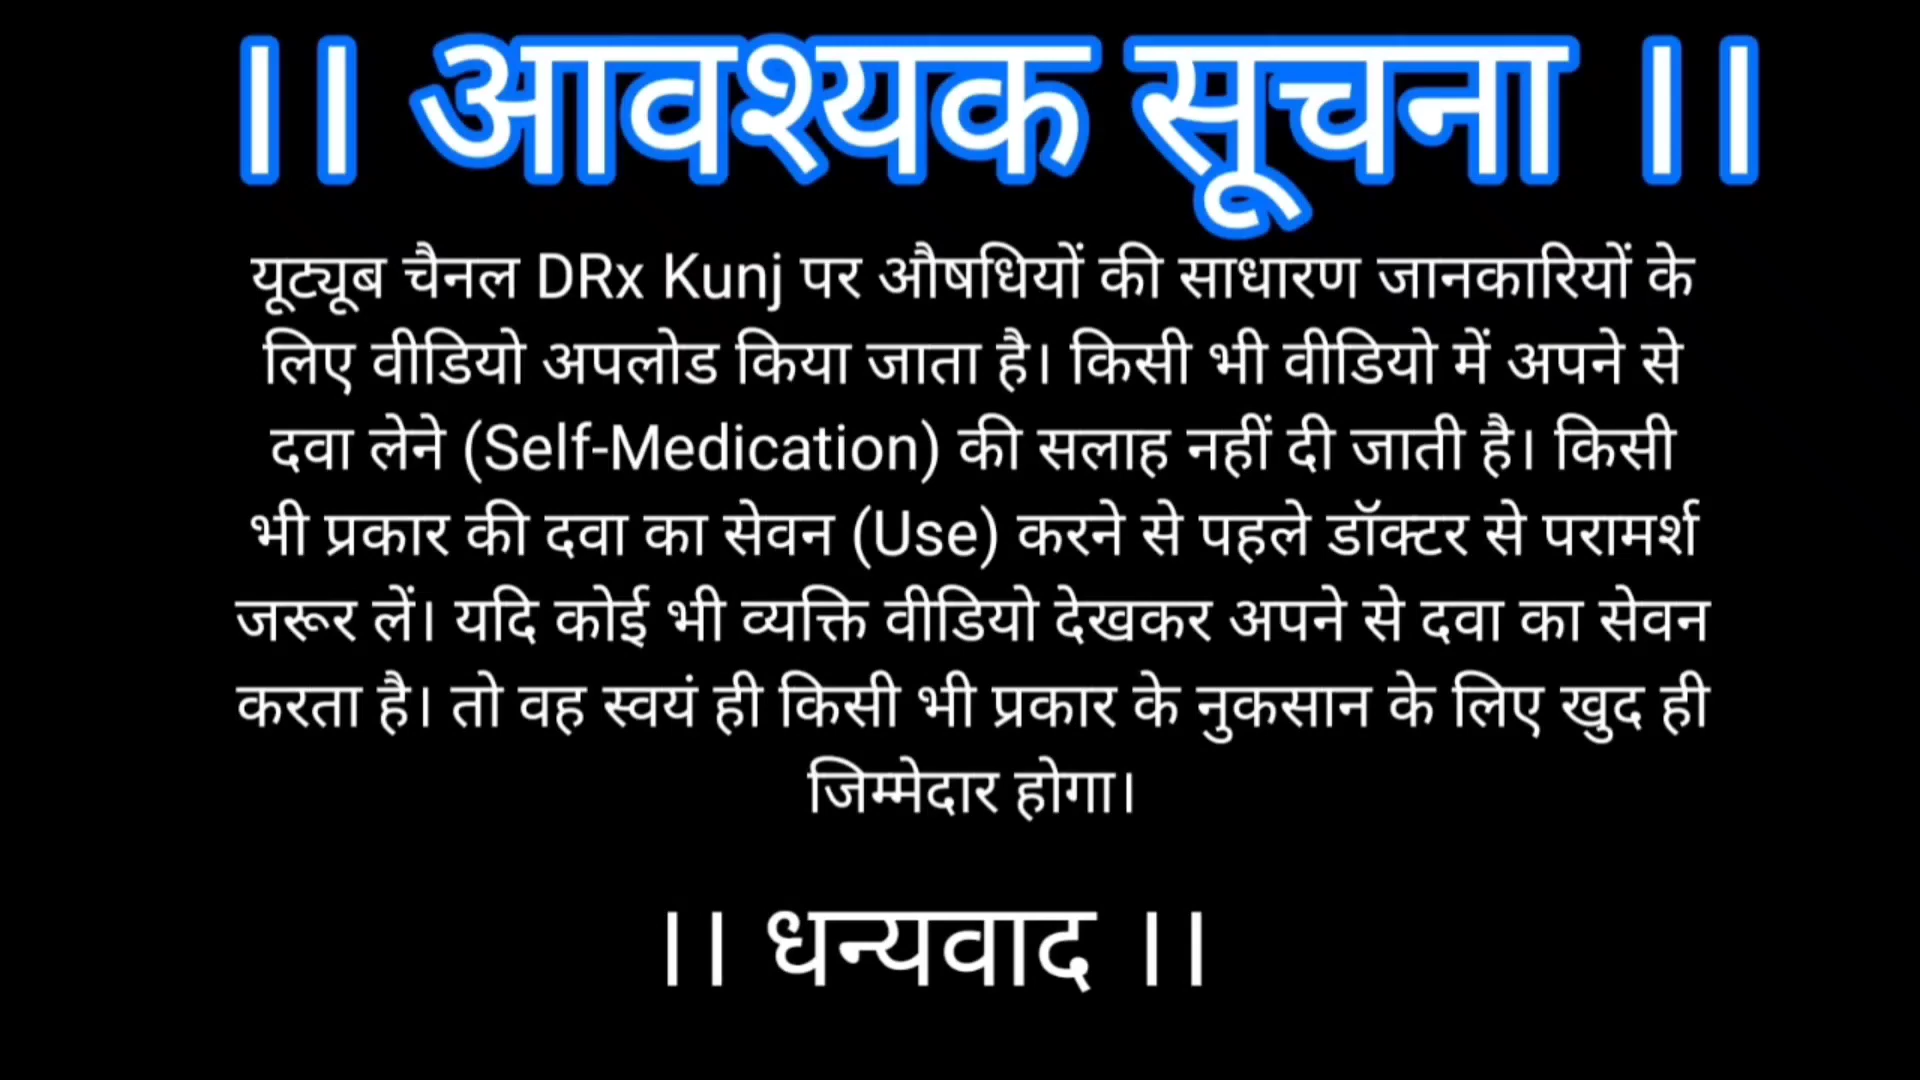 ।। आवश्यक सूचना ।।
यूट्यूब चैनल DRx Kunj पर औषधियों की साधारण जानकारियों के
लिए वीडियो अपलोड किया जाता है। किसी भी वीडियो में अपने से
दवा लेने (Self-Medication) की सलाह नहीं दी जाती है। किसी
भी प्रकार की दवा का सेवन (Use) करने से पहले डॉक्टर से परामर्श
जरूर लें। यदि कोई भी व्यक्ति वीडियो देखकर अपने से दवा का सेवन
करता है। तो वह स्वयं ही किसी भी प्रकार के नुकसान के लिए खुद ही
जिम्मेदार होगा।
।। धन्यवाद ।।